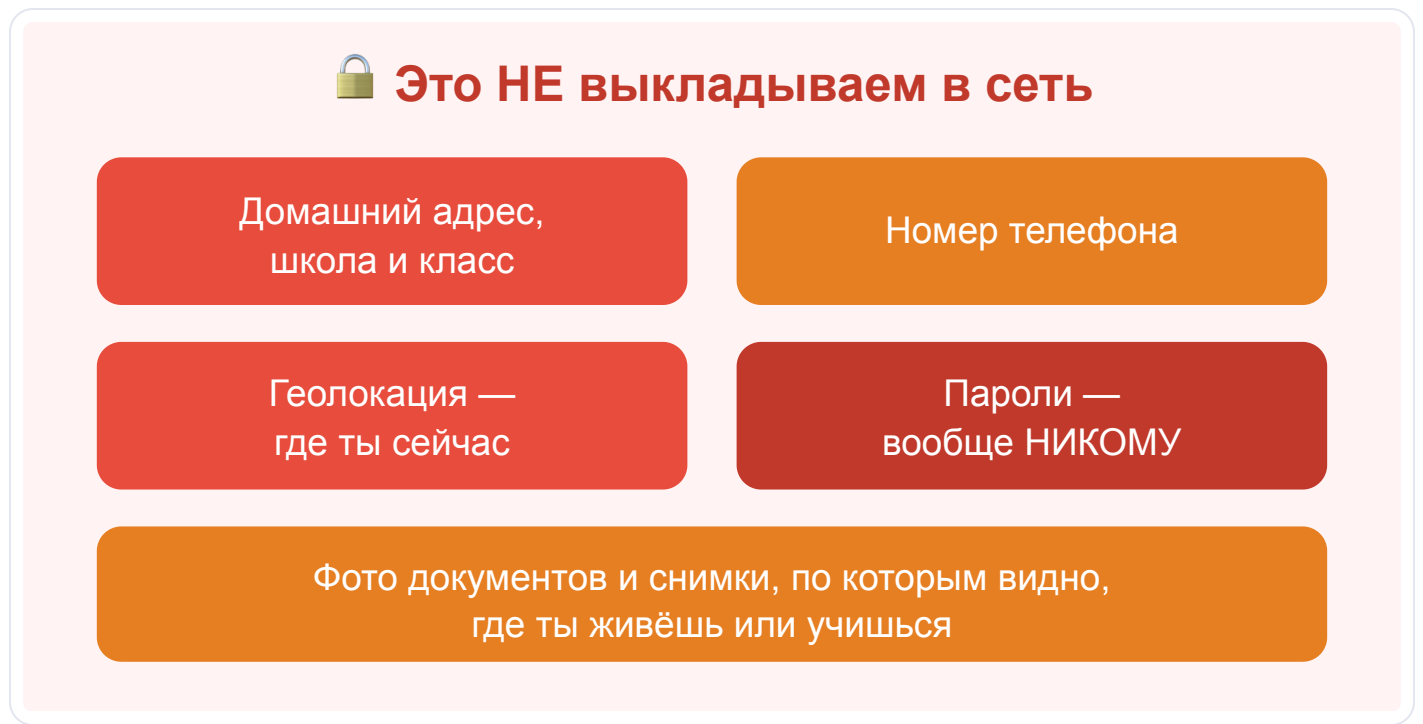 Это НЕ выкладываем в сеть
Домашний адрес,
школа и класс
Номер телефона
Геолокация —
где ты сейчас
Пароли —
вообще НИКОМУ
Фото документов и снимки, по которым видно,
где ты живёшь или учишься